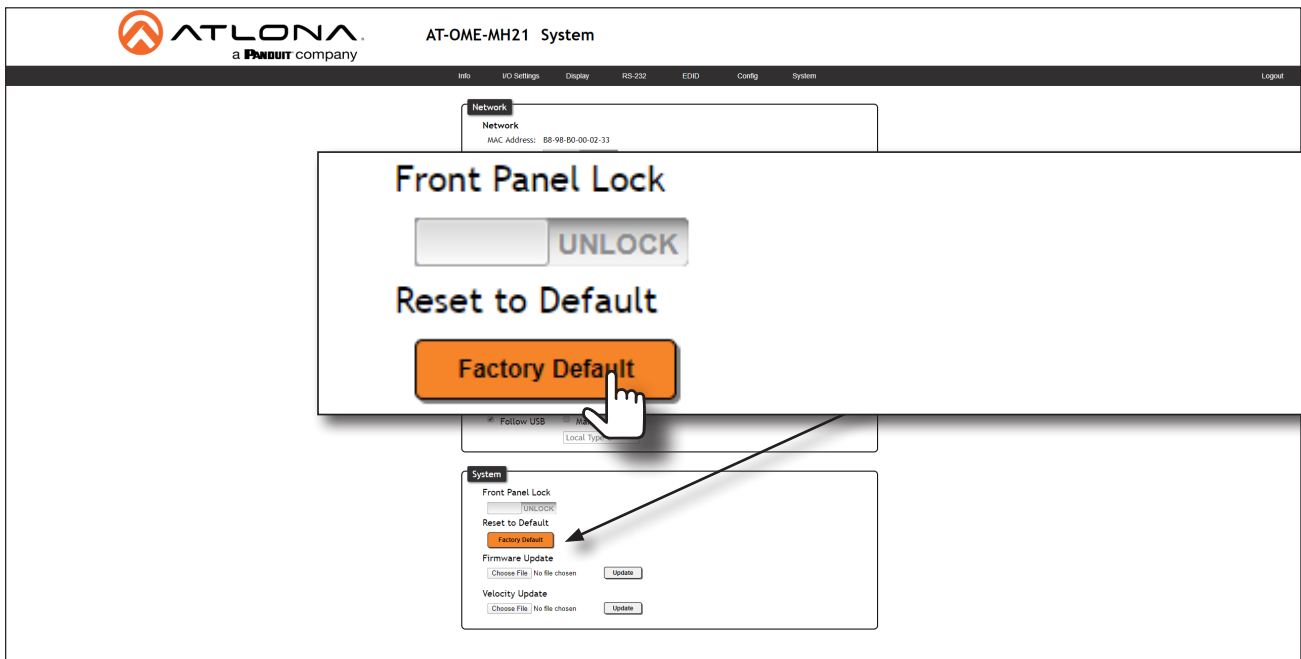 ATLONA.
a PANDUIT company
AT-OME-MH21 System
Info I/O Settings Display RS-232 EDID Config System Logout
Network
Network
MAC Address: B8-98-B0-00-02-33
Front Panel Lock
UNLOCK
Reset to Default
Factory Default
Follow USB
Local Typ
System
Front Panel Lock
UNLOCK
Reset to Default
Factory Default
Firmware Update
Choose File No file chosen Update
Velocity Update
Choose File No file chosen Update